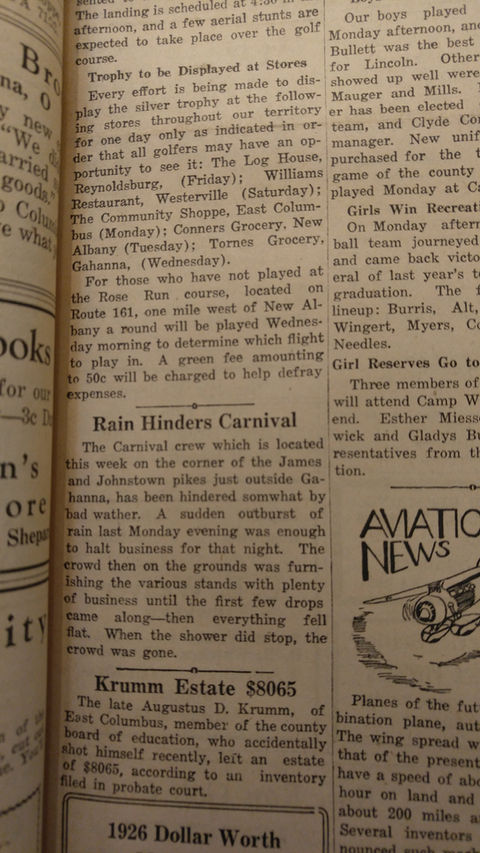 The landing is scheduled at 4:30 in the
afternoon, and a few aerial stunts are
expected to take place over the golf
course.
Trophy to be Displayed at Stores
Every effort is being made to dis-
play the silver trophy at the follow-
ing stores throughout our territory
for one day only as indicated in or-
der that all golfers may have an op-
portunity to see it: The Log House,
Reynoldsburg, (Friday); Williams
Restaurant, Westerville (Saturday);
The Community Shoppe, East Colum-
bus (Monday); Conners Grocery, New
Albany (Tuesday); Tornes Grocery,
Gahanna, (Wednesday).
For those who have not played at
the Rose Run course, located on
Route 161, one mile west of New Al-
bany a round will be played Wednes-
day morning to determine which flight
to play in. A green fee amounting
to 50c will be charged to help defray
expenses.
Rain Hinders Carnival
The Carnival crew which is located
this week on the corner of the James
and Johnstown pikes just outside Ga-
hanna, has been hindered somwhat by
bad wather. A sudden outburst of
rain last Monday evening was enough
to halt business for that night. The
crowd then on the grounds was furn-
ishing the various stands with plenty
of business until the first few drops
came along—then everything fell
flat. When the shower did stop, the
crowd was gone.
Krumm Estate $8065
The late Augustus D. Krumm, of
East Columbus, member of the county
board of education, who accidentally
shot himself recently, left an estate
of $8065, according to an inventory
filed in probate court.
1926 Dollar Worth
Our boys played
Monday afternoon, and
Bullett was the best
for Lincoln. Other
showed up well were
Mauger and Mills.
er has been elected
team, and Clyde Co
manager. New unif
purchased for the t
game of the county
played Monday at Ca
Girls Win Recreati
On Monday aftern
ball team journeyed
and came back victo
eral of last year's t
graduation. The f
lineup: Burris, Alt,
Wingert, Myers, Co
Needles.
Girl Reserves Go to
Three members of
will attend Camp W
end. Esther Miess
wick and Gladys Bu
resentatives from th
tion.
AVIATIO
NEWS
Planes of the fut
bination plane, aut
The wing spread w
that of the present
have a speed of abo
hour on land and
about 200 miles a
Several inventors